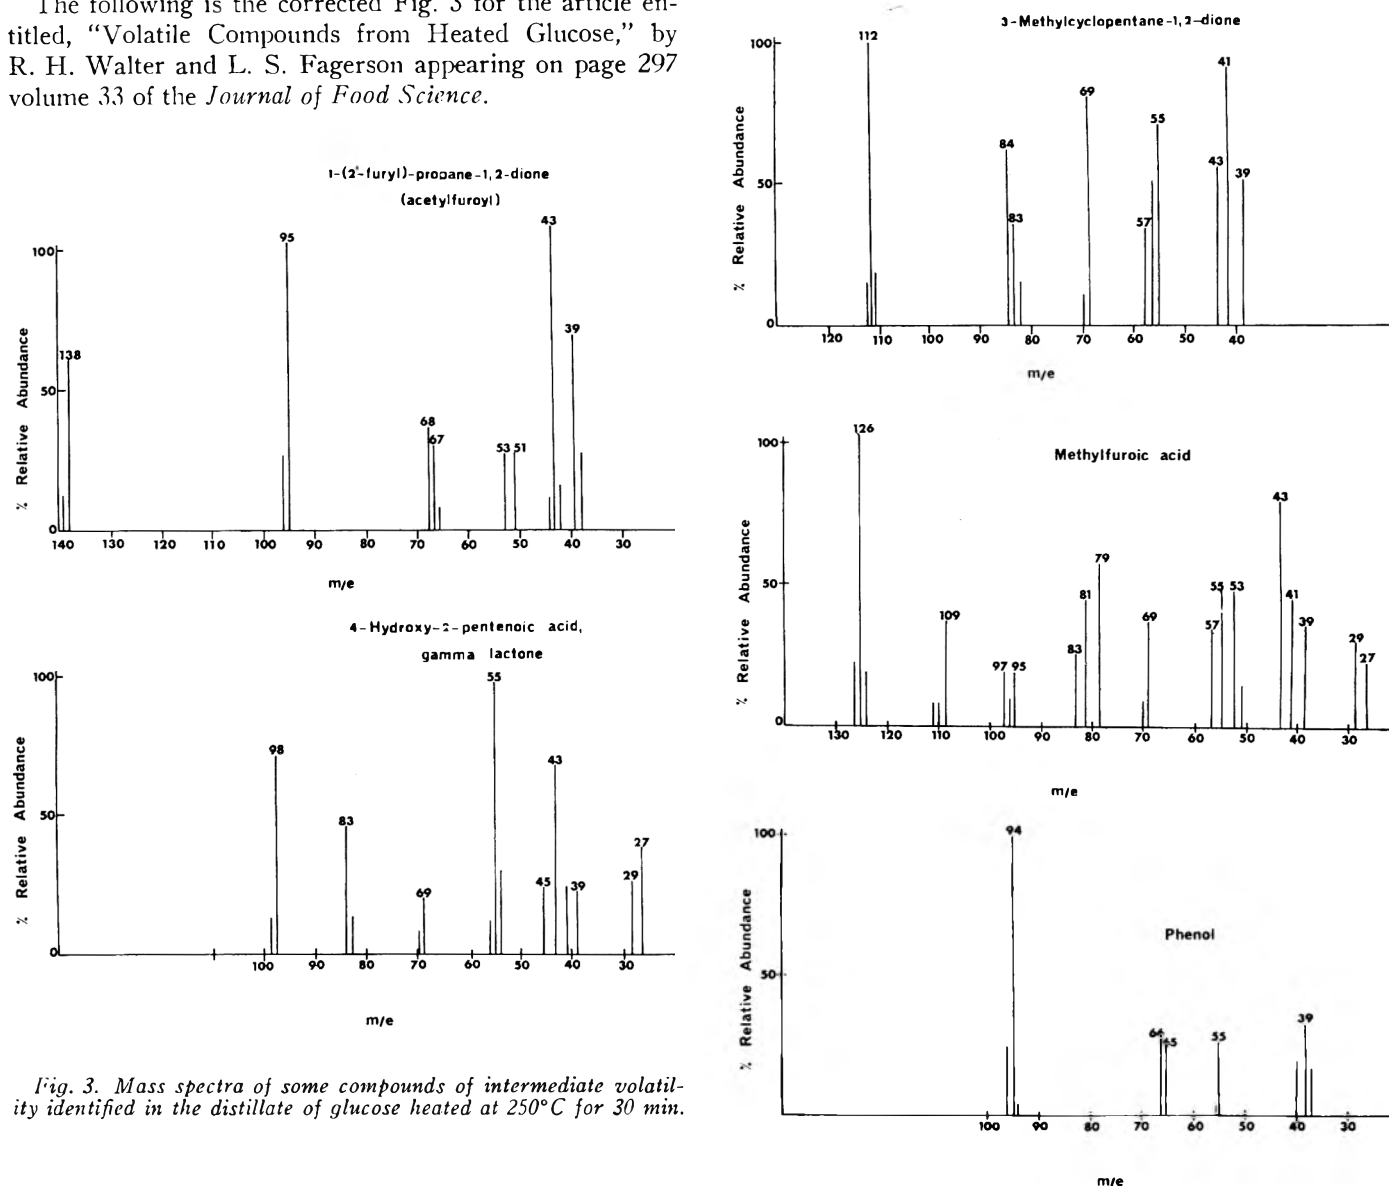 The following is the corrected Fig. 3 for the article en-
titled, "Volatile Compounds from Heated Glucose," by
R. H. Walter and L. S. Fagerson appearing on page 297
volume 33 of the Journal of Food Science.
1-(2'-furyl)-propane-1,2-dione
(acetylfuroyl)
% Relative Abundance
100
50
0
138
95
68
67
53
51
43
39
140 130 120 110 100 90 80 70 60 50 40 30
m/e
4-Hydroxy-2-pentenoic acid,
gamma lactone
% Relative Abundance
100
50
0
98
83
69
55
45
43
39
29
27
100 90 80 70 60 50 40 30
m/e
Fig. 3. Mass spectra of some compounds of intermediate volatil-
ity identified in the distillate of glucose heated at 250°C for 30 min.
3-Methylcyclopentane-1,2-dione
% Relative Abundance
100
50
0
112
84
83
69
57
55
43
41
39
120 110 100 90 80 70 60 50 40
m/e
Methylfuroic acid
% Relative Abundance
100
50
0
126
109
97
95
83
81
79
69
57
55
53
43
41
39
29
27
130 120 110 100 90 80 70 60 50 40 30
m/e
Phenol
% Relative Abundance
100
50
94
66
65
55
39
100 90 80 70 60 50 40 30
m/e